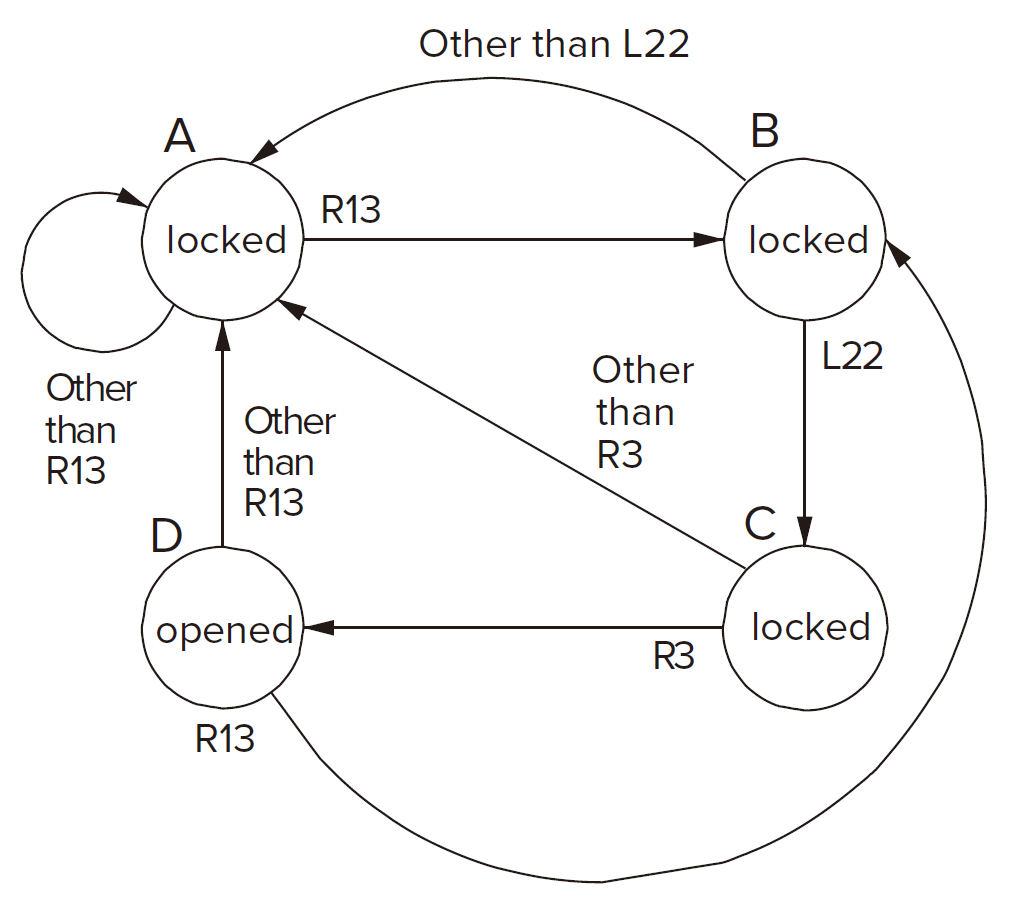 Other than L22
A
B
locked
R13
locked
L22
Other
than
R3
Other
than
R13
Other
than
R13
D
C
opened
R3
locked
R13